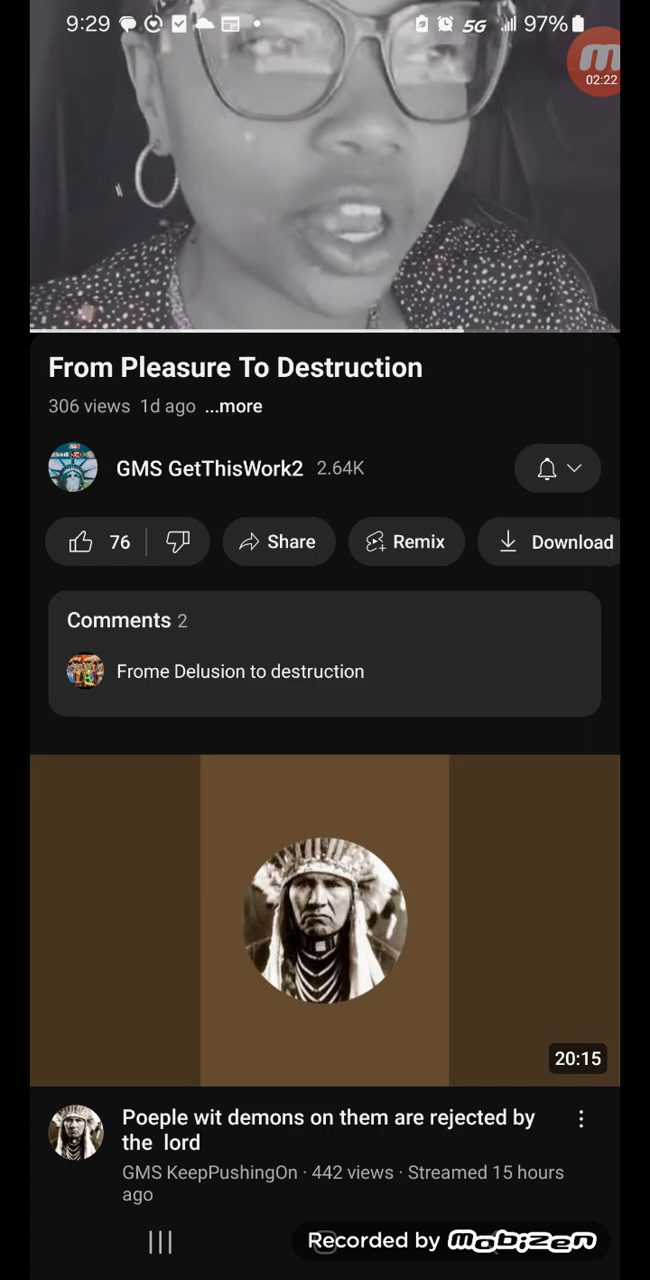 9:29 5G 97%
02:22
From Pleasure To Destruction
306 views 1d ago ...more
GMS GetThisWork2 2.64K
76 Share Remix Download
Comments 2
Frome Delusion to destruction
20:15
Poeple wit demons on them are rejected by
the lord
GMS KeepPushingOn · 442 views · Streamed 15 hours
ago
Recorded by mobizen